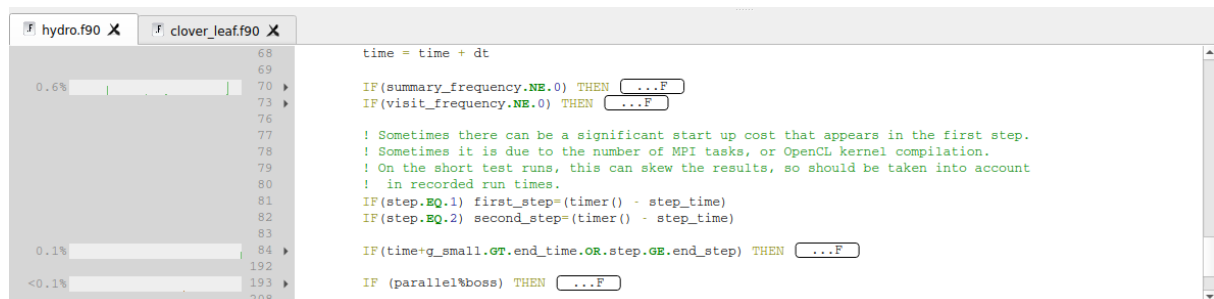 hydro.f90 X clover_leaf.f90 X
68 time = time + dt
69
0.6% 70 IF(summary_frequency.NE.0) THEN ...F
73 IF(visit_frequency.NE.0) THEN ...F
76
77 ! Sometimes there can be a significant start up cost that appears in the first step.
78 ! Sometimes it is due to the number of MPI tasks, or OpenCL kernel compilation.
79 ! On the short test runs, this can skew the results, so should be taken into account
80 ! in recorded run times.
81 IF(step.EQ.1) first_step=(timer() - step_time)
82 IF(step.EQ.2) second_step=(timer() - step_time)
83
0.1% 84 IF(time+g_small.GT.end_time.OR.step.GE.end_step) THEN ...F
192
<0.1% 193 IF (parallel%boss) THEN ...F
208